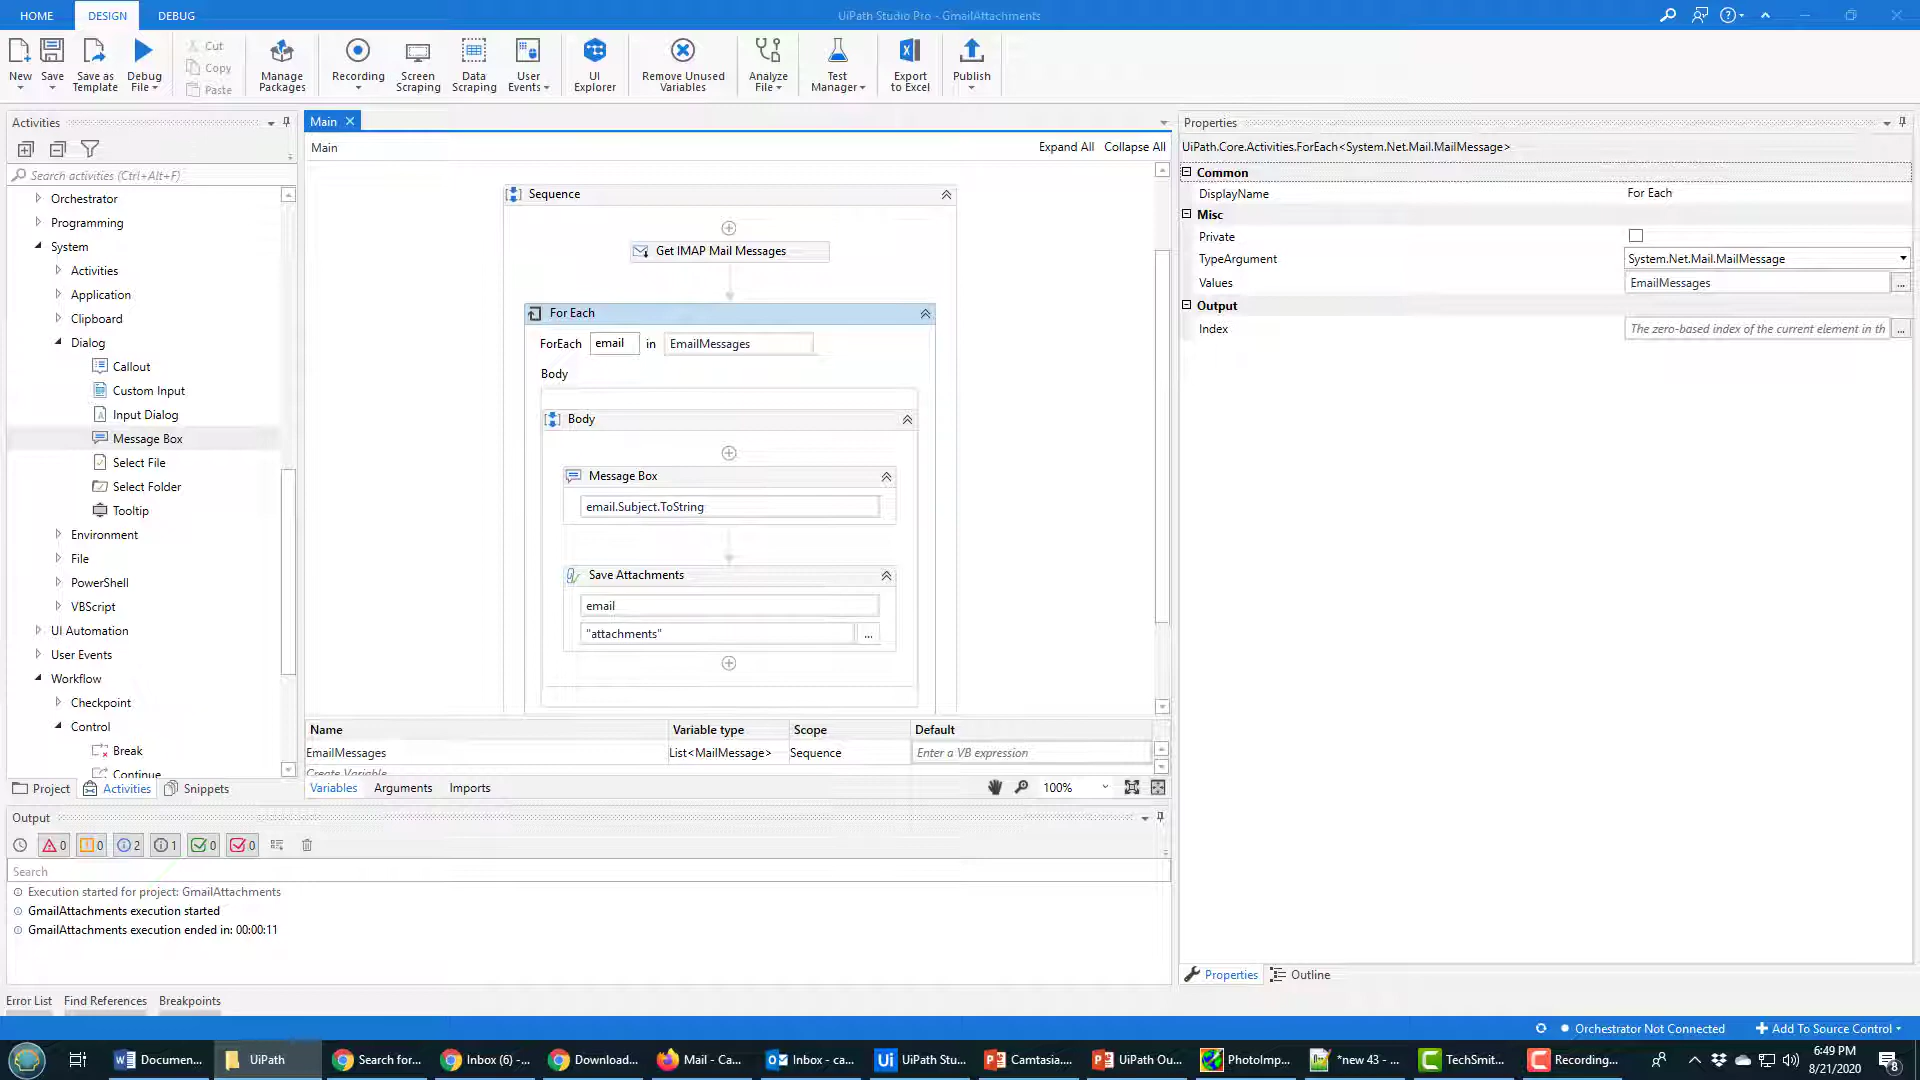 HOME DESIGN DEBUG
UiPath Studio Pro - GmailAttachments
New
Save
Save as Template
Debug File
Cut
Copy
Paste
Manage Packages
Recording
Screen Scraping
Data Scraping
User Events
UI Explorer
Remove Unused Variables
Analyze File
Test Manager
Export to Excel
Publish
Activities
Search activities (Ctrl+Alt+F)
Orchestrator
Programming
System
Activities
Application
Clipboard
Dialog
Callout
Custom Input
Input Dialog
Message Box
Select File
Select Folder
Tooltip
Environment
File
PowerShell
VBScript
UI Automation
User Events
Workflow
Checkpoint
Control
Break
Continue
Project Activities Snippets
Main
Main Expand All Collapse All
Sequence
Get IMAP Mail Messages
For Each
ForEach email in EmailMessages
Body
Body
Message Box
email.Subject.ToString
Save Attachments
email
"attachments" ...
Name Variable type Scope Default
EmailMessages List<MailMessage> Sequence Enter a VB expression
Create Variable
Variables Arguments Imports 100%
Properties
UiPath.Core.Activities.ForEach<System.Net.Mail.MailMessage>
Common
DisplayName For Each
Misc
Private
TypeArgument System.Net.Mail.MailMessage
Values EmailMessages ...
Output
Index The zero-based index of the current element in th ...
Properties Outline
Output
0 0 2 1 0 0
Search
Execution started for project: GmailAttachments
GmailAttachments execution started
GmailAttachments execution ended in: 00:00:11
Error List Find References Breakpoints
Orchestrator Not Connected Add To Source Control
Documen... UiPath Search for... Inbox (6) -... Download... Mail - Ca... Inbox - ca... UiPath Stu... Camtasia.... UiPath Ou... PhotoImp... *new 43 - ... TechSmit... Recording...
6:49 PM
8/21/2020
8